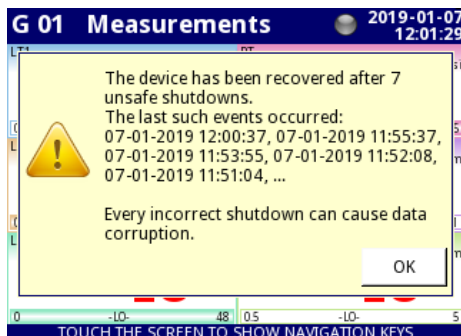 G 01 Measurements
2019-01-07
12:01:29
The device has been recovered after 7
unsafe shutdowns.
The last such events occurred:
07-01-2019 12:00:37, 07-01-2019 11:55:37,
07-01-2019 11:53:55, 07-01-2019 11:52:08,
07-01-2019 11:51:04, ...
Every incorrect shutdown can cause data
corruption.
OK
0 -LO- 48 0.5 -LO- 5
TOUCH THE SCREEN TO SHOW NAVIGATION KEYS